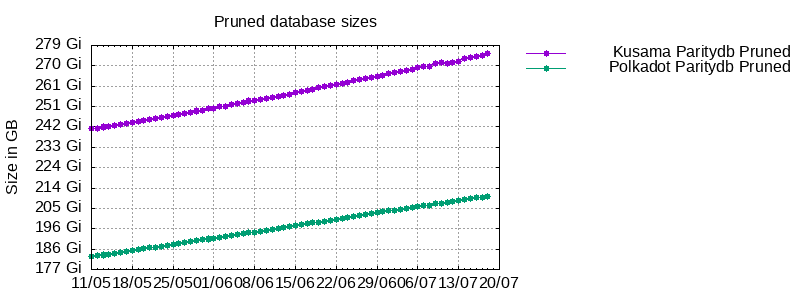 Pruned database sizes
Size in GB
279 Gi
270 Gi
261 Gi
251 Gi
242 Gi
233 Gi
224 Gi
214 Gi
205 Gi
196 Gi
186 Gi
177 Gi
11/05 18/05 25/05 01/06 08/06 15/06 22/06 29/06 06/07 13/07 20/07
Kusama Paritydb Pruned
Polkadot Paritydb Pruned